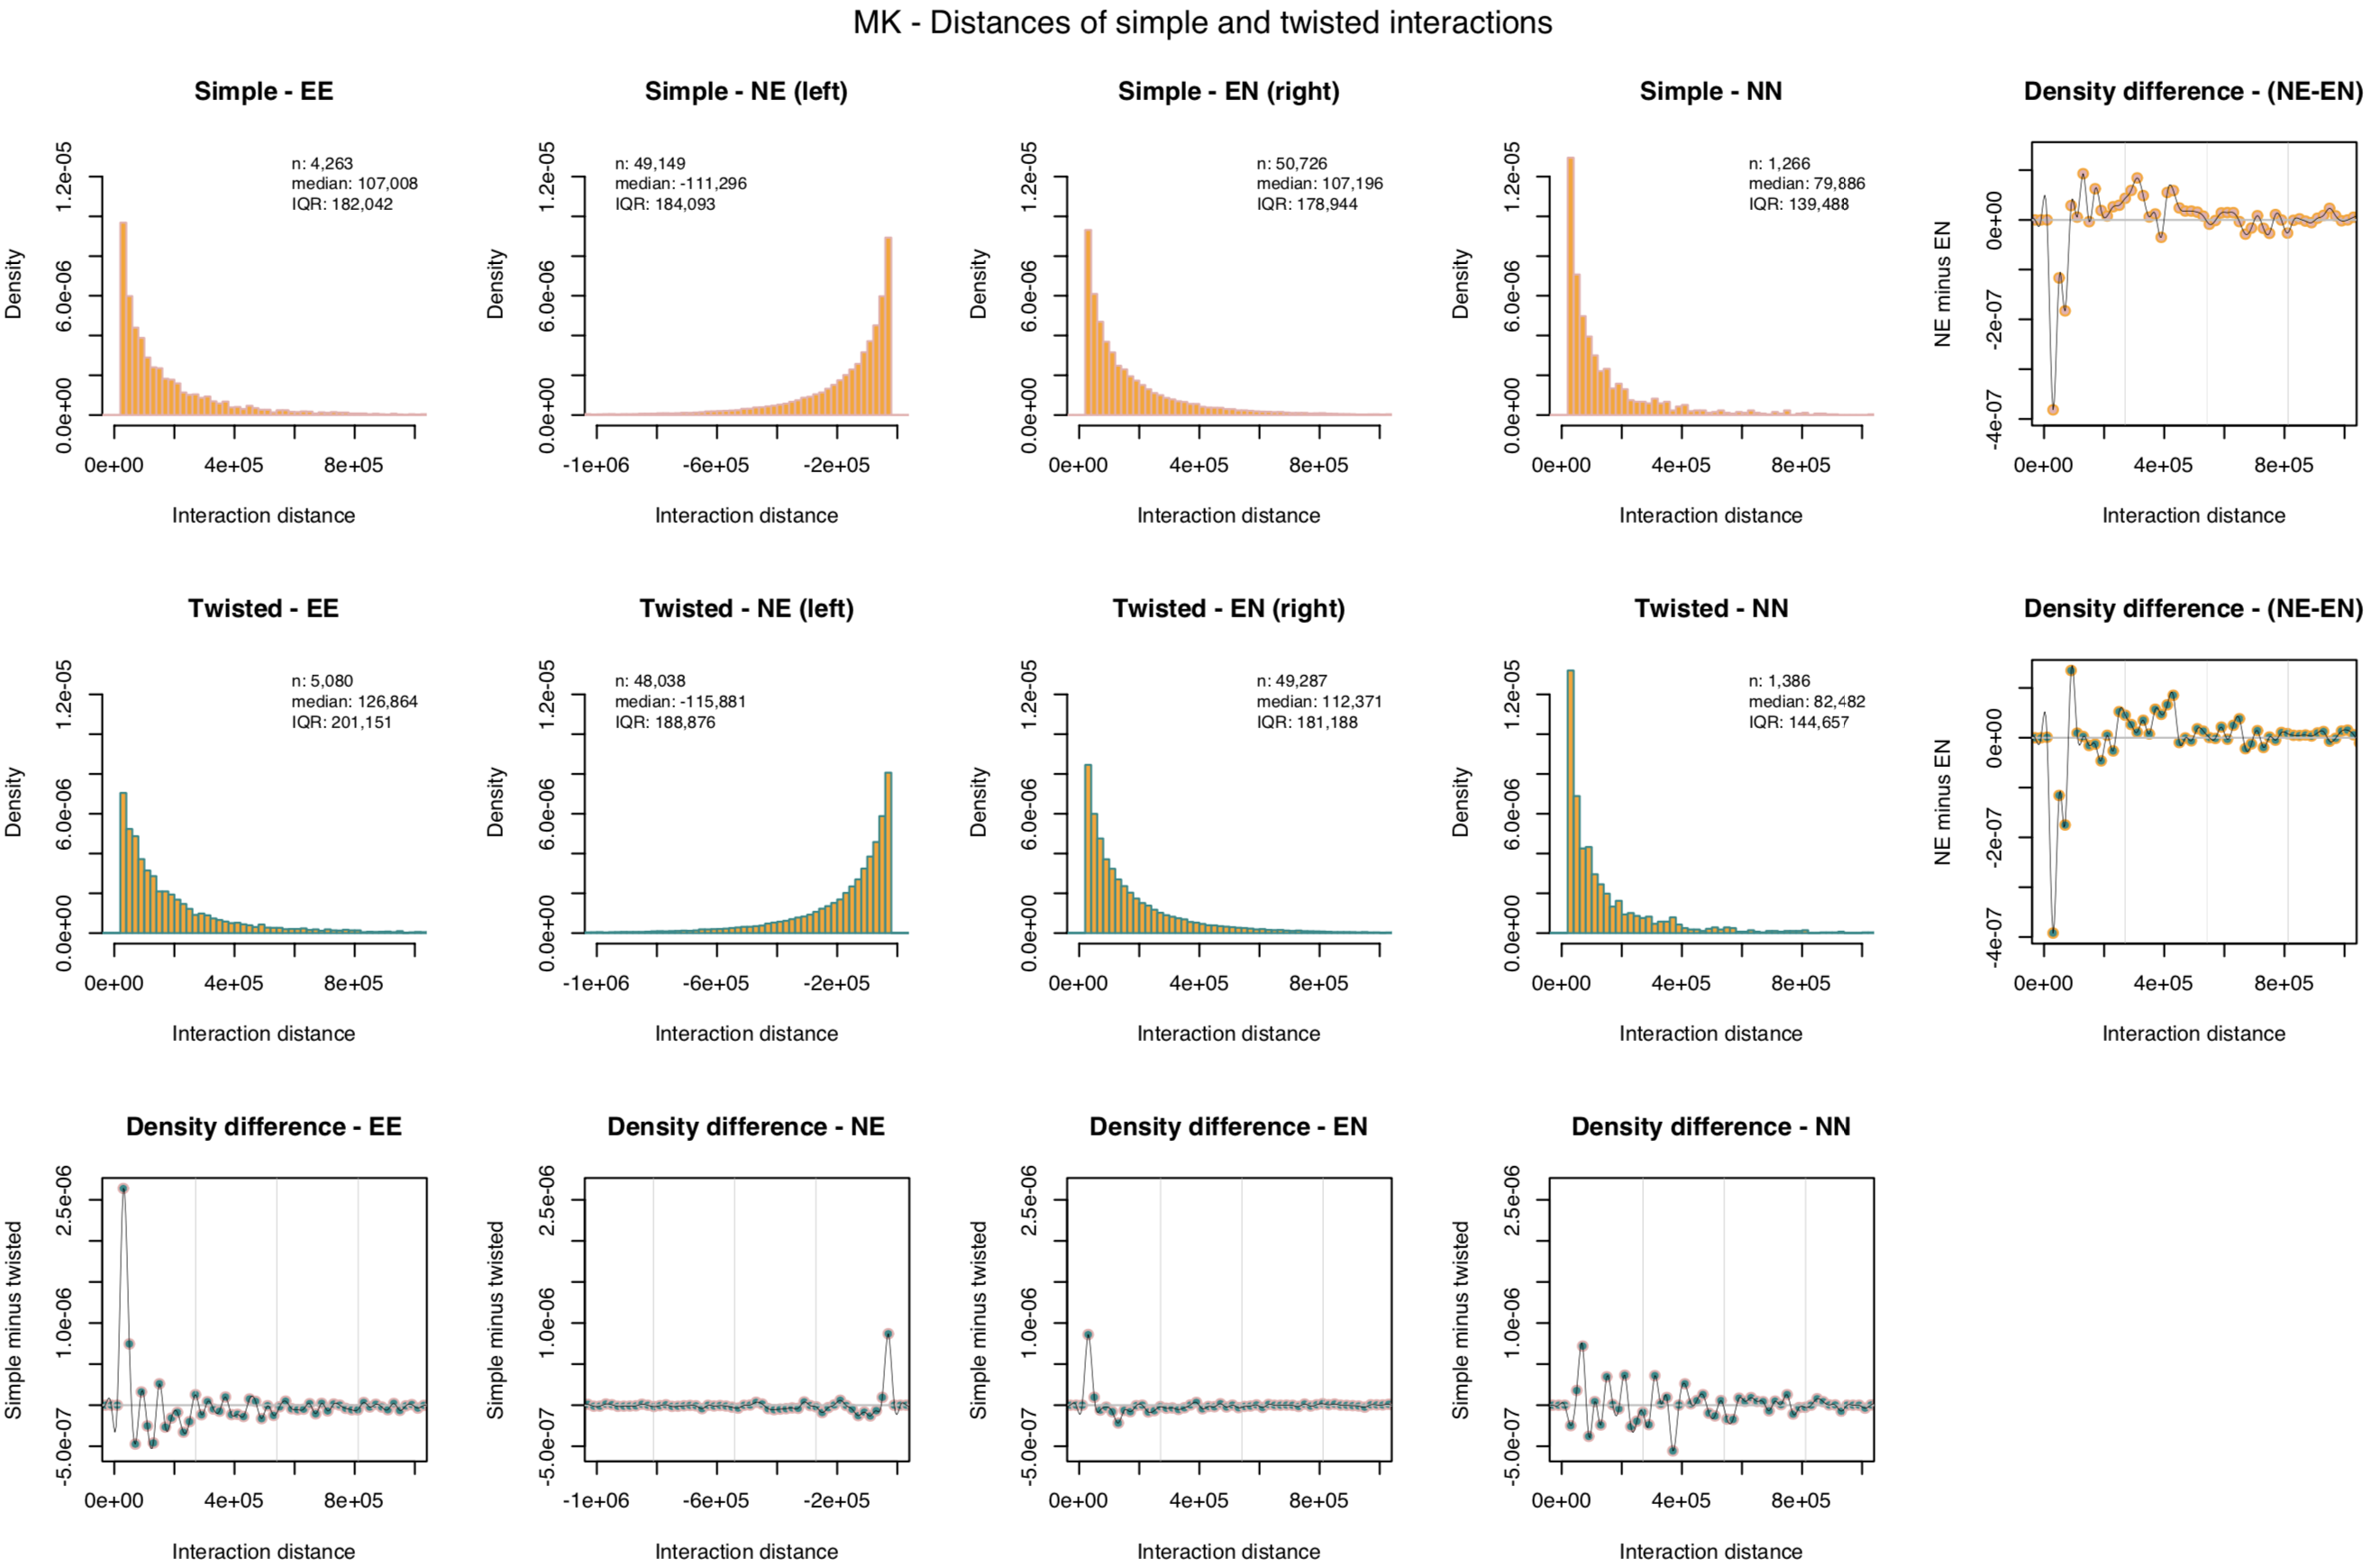 MK - Distances of simple and twisted interactions
Simple - EE
n: 4,263
median: 107,008
IQR: 182,042
Density
0.0e+00 6.0e-06 1.2e-05
0e+00 4e+05 8e+05
Interaction distance
Simple - NE (left)
n: 49,149
median: -111,296
IQR: 184,093
Density
0.0e+00 6.0e-06 1.2e-05
-1e+06 -6e+05 -2e+05
Interaction distance
Simple - EN (right)
n: 50,726
median: 107,196
IQR: 178,944
Density
0.0e+00 6.0e-06 1.2e-05
0e+00 4e+05 8e+05
Interaction distance
Simple - NN
n: 1,266
median: 79,886
IQR: 139,488
Density
0.0e+00 6.0e-06 1.2e-05
0e+00 4e+05 8e+05
Interaction distance
Density difference - (NE-EN)
NE minus EN
-4e-07 -2e-07 0e+00
0e+00 4e+05 8e+05
Interaction distance
Twisted - EE
n: 5,080
median: 126,864
IQR: 201,151
Density
0.0e+00 6.0e-06 1.2e-05
0e+00 4e+05 8e+05
Interaction distance
Twisted - NE (left)
n: 48,038
median: -115,881
IQR: 188,876
Density
0.0e+00 6.0e-06 1.2e-05
-1e+06 -6e+05 -2e+05
Interaction distance
Twisted - EN (right)
n: 49,287
median: 112,371
IQR: 181,188
Density
0.0e+00 6.0e-06 1.2e-05
0e+00 4e+05 8e+05
Interaction distance
Twisted - NN
n: 1,386
median: 82,482
IQR: 144,657
Density
0.0e+00 6.0e-06 1.2e-05
0e+00 4e+05 8e+05
Interaction distance
Density difference - (NE-EN)
NE minus EN
-4e-07 -2e-07 0e+00
0e+00 4e+05 8e+05
Interaction distance
Density difference - EE
Simple minus twisted
-5.0e-07 1.0e-06 2.5e-06
0e+00 4e+05 8e+05
Interaction distance
Density difference - NE
Simple minus twisted
-5.0e-07 1.0e-06 2.5e-06
-1e+06 -6e+05 -2e+05
Interaction distance
Density difference - EN
Simple minus twisted
-5.0e-07 1.0e-06 2.5e-06
0e+00 4e+05 8e+05
Interaction distance
Density difference - NN
Simple minus twisted
-5.0e-07 1.0e-06 2.5e-06
0e+00 4e+05 8e+05
Interaction distance